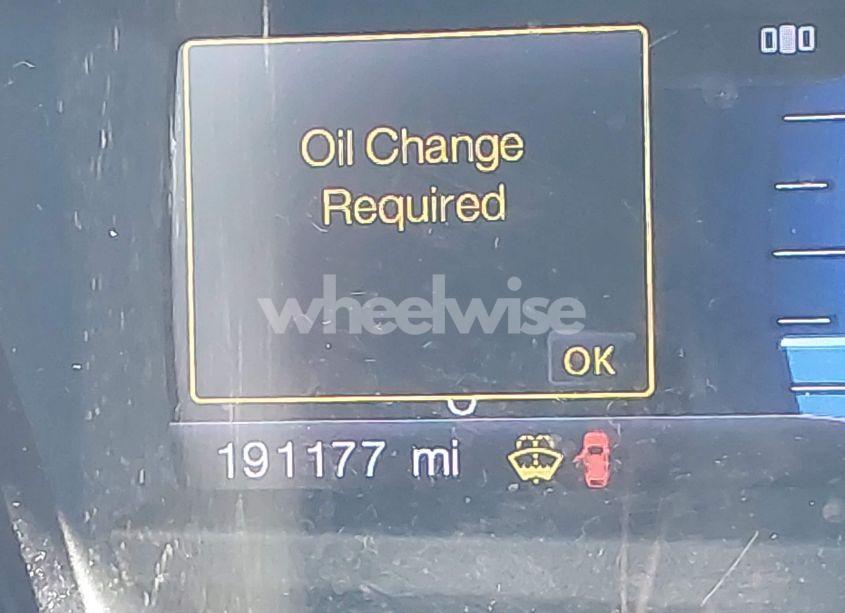 Oil Change
Required
wheelwise
OK
191177 mi